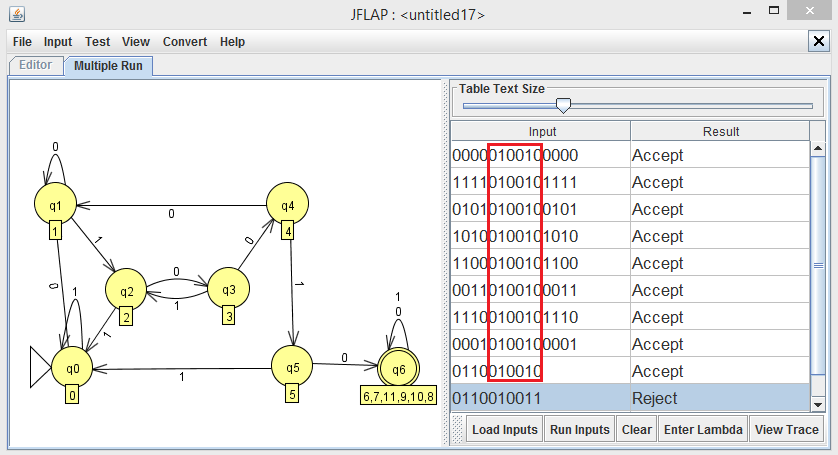 JFLAP : <untitled17>
File Input Test View Convert Help
Editor Multiple Run
Table Text Size
Input Result
00000100100000 Accept
11110100101111 Accept
01010100100101 Accept
10100100101010 Accept
11000100101100 Accept
00110100100011 Accept
11100100101110 Accept
00010100100001 Accept
0110010010 Accept
0110010011 Reject
Load Inputs Run Inputs Clear Enter Lambda View Trace
0
q1
1
0
q4
4
1
0
0
q2
2
0
1
q3
3
0
1
1
1
q0
0
1
q5
5
0
1
0
q6
6,7,11,9,10,8